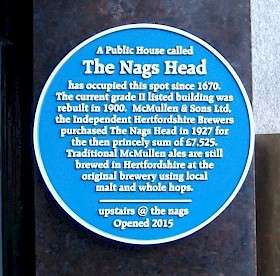 A Public House called
The Nags Head
has occupied this spot since 1670.
The current grade II listed building was
rebuilt in 1900. McMullen & Sons Ltd.
the Independent Hertfordshire Brewers
purchased The Nags Head in 1927 for
the then princely sum of £7,525.
Traditional McMullen ales are still
brewed in Hertfordshire at the
original brewery using local
malt and whole hops.
upstairs @ the nags
Opened 2015